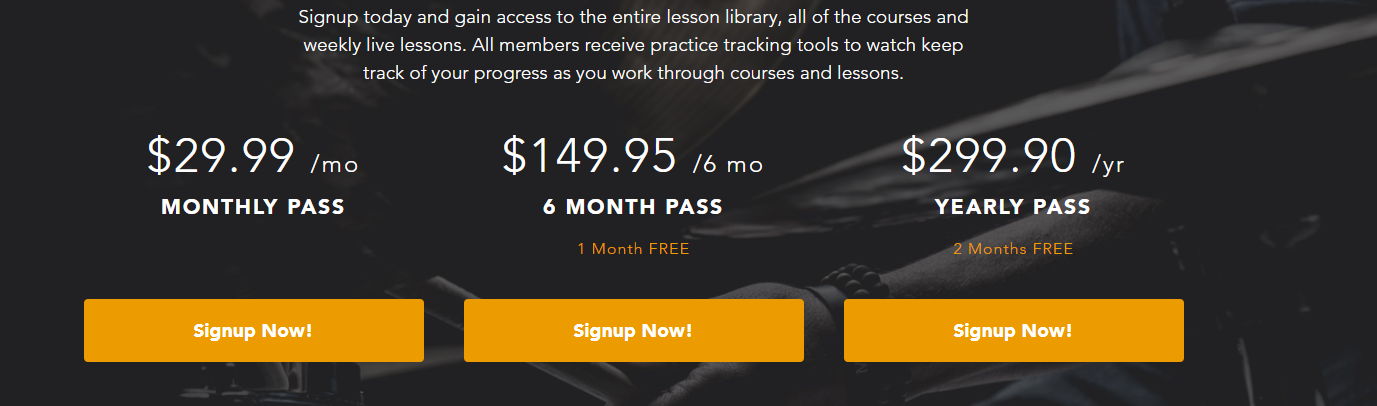 Signup today and gain access to the entire lesson library, all of the courses and
weekly live lessons. All members receive practice tracking tools to watch keep
track of your progress as you work through courses and lessons.
$29.99 /mo
MONTHLY PASS
Signup Now!
$149.95 /6 mo
6 MONTH PASS
1 Month FREE
Signup Now!
$299.90 /yr
YEARLY PASS
2 Months FREE
Signup Now!